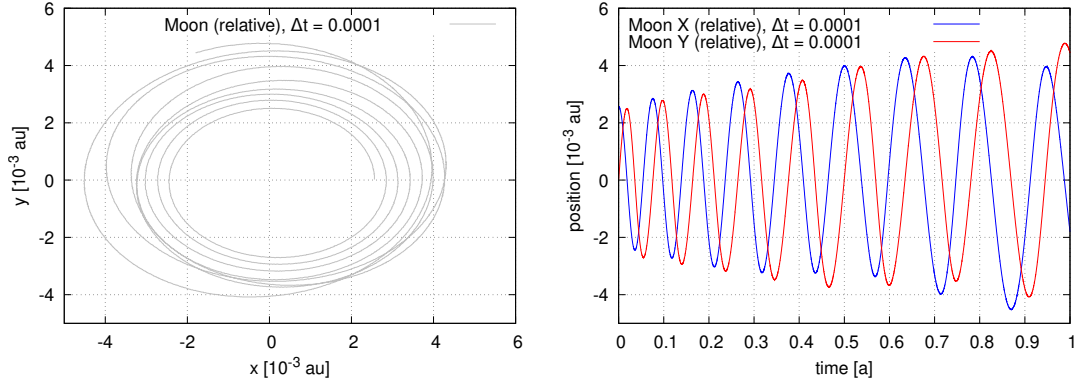 Moon (relative), Δt = 0.0001
6
4
2
0
-2
-4
y [10⁻³ au]
-4 -2 0 2 4 6
x [10⁻³ au]
Moon X (relative), Δt = 0.0001
Moon Y (relative), Δt = 0.0001
6
4
2
0
-2
-4
position [10⁻³ au]
0 0.1 0.2 0.3 0.4 0.5 0.6 0.7 0.8 0.9 1
time [a]